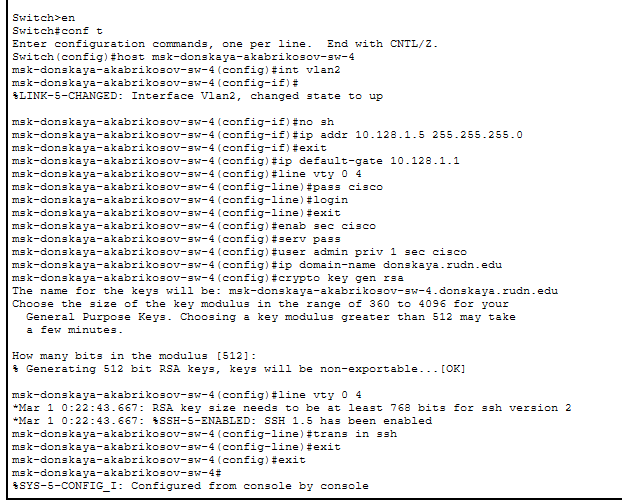 Switch>en
Switch#conf t
Enter configuration commands, one per line.  End with CNTL/Z.
Switch(config)#host msk-donskaya-akabrikosov-sw-4
msk-donskaya-akabrikosov-sw-4(config)#int vlan2
msk-donskaya-akabrikosov-sw-4(config-if)#
%LINK-5-CHANGED: Interface Vlan2, changed state to up
msk-donskaya-akabrikosov-sw-4(config-if)#no sh
msk-donskaya-akabrikosov-sw-4(config-if)#ip addr 10.128.1.5 255.255.255.0
msk-donskaya-akabrikosov-sw-4(config-if)#exit
msk-donskaya-akabrikosov-sw-4(config)#ip default-gate 10.128.1.1
msk-donskaya-akabrikosov-sw-4(config)#line vty 0 4
msk-donskaya-akabrikosov-sw-4(config-line)#pass cisco
msk-donskaya-akabrikosov-sw-4(config-line)#login
msk-donskaya-akabrikosov-sw-4(config-line)#exit
msk-donskaya-akabrikosov-sw-4(config)#enab sec cisco
msk-donskaya-akabrikosov-sw-4(config)#serv pass
msk-donskaya-akabrikosov-sw-4(config)#user admin priv 1 sec cisco
msk-donskaya-akabrikosov-sw-4(config)#ip domain-name donskaya.rudn.edu
msk-donskaya-akabrikosov-sw-4(config)#crypto key gen rsa
The name for the keys will be: msk-donskaya-akabrikosov-sw-4.donskaya.rudn.edu
Choose the size of the key modulus in the range of 360 to 4096 for your
General Purpose Keys. Choosing a key modulus greater than 512 may take
a few minutes.
How many bits in the modulus [512]:
% Generating 512 bit RSA keys, keys will be non-exportable...[OK]
msk-donskaya-akabrikosov-sw-4(config)#line vty 0 4
*Mar 1 0:22:43.667: RSA key size needs to be at least 768 bits for ssh version 2
*Mar 1 0:22:43.667: %SSH-5-ENABLED: SSH 1.5 has been enabled
msk-donskaya-akabrikosov-sw-4(config-line)#trans in ssh
msk-donskaya-akabrikosov-sw-4(config-line)#exit
msk-donskaya-akabrikosov-sw-4(config)#exit
msk-donskaya-akabrikosov-sw-4#
%SYS-5-CONFIG_I: Configured from console by console